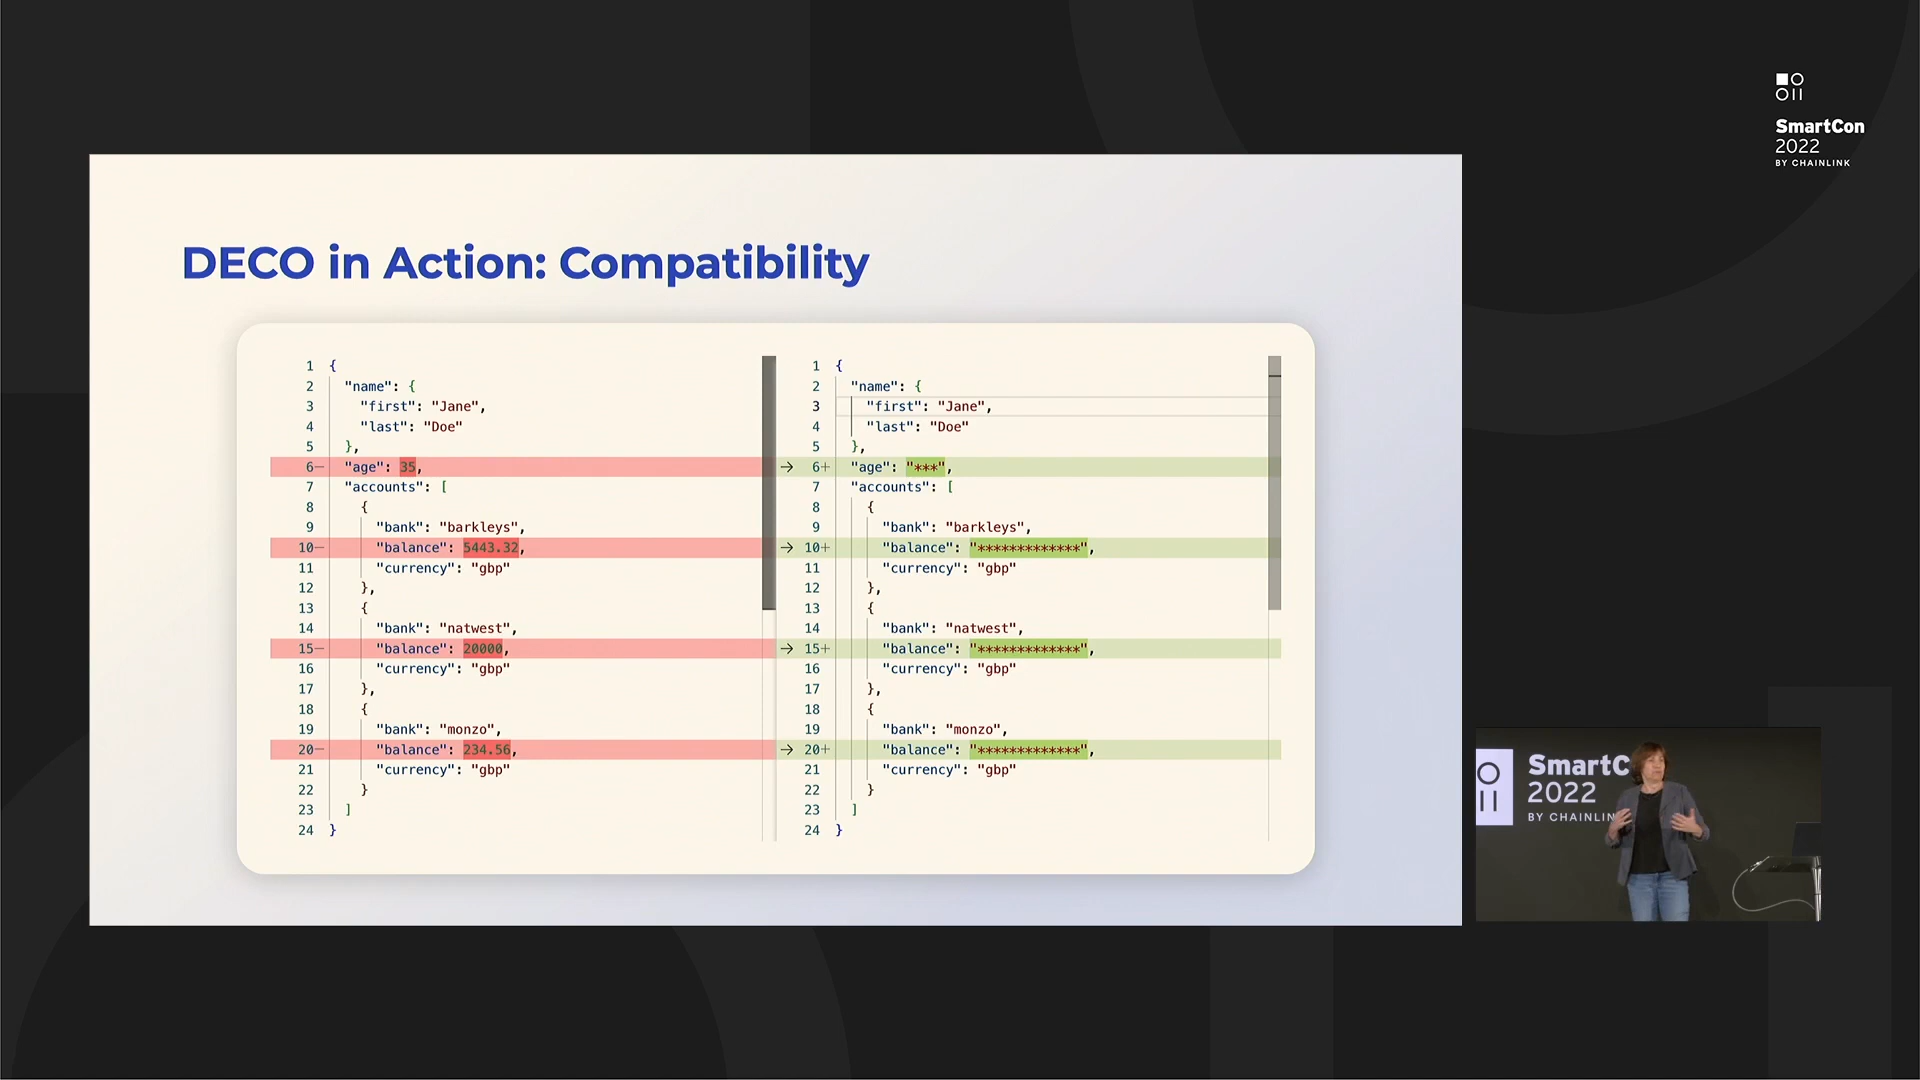 SmartCon
2022
BY CHAINLINK
DECO in Action: Compatibility
1 {
2 "name": {
3 "first": "Jane",
4 "last": "Doe"
5 },
6− "age": 35,
7 "accounts": [
8 {
9 "bank": "barkleys",
10− "balance": 5443.32,
11 "currency": "gbp"
12 },
13 {
14 "bank": "natwest",
15− "balance": 20000,
16 "currency": "gbp"
17 },
18 {
19 "bank": "monzo",
20− "balance": 234.56,
21 "currency": "gbp"
22 }
23 ]
24 }
1 {
2 "name": {
3 "first": "Jane",
4 "last": "Doe"
5 },
→ 6+ "age": "***",
7 "accounts": [
8 {
9 "bank": "barkleys",
→ 10+ "balance": "*************",
11 "currency": "gbp"
12 },
13 {
14 "bank": "natwest",
→ 15+ "balance": "*************",
16 "currency": "gbp"
17 },
18 {
19 "bank": "monzo",
→ 20+ "balance": "*************",
21 "currency": "gbp"
22 }
23 ]
24 }
SmartC
2022
BY CHAINLIN